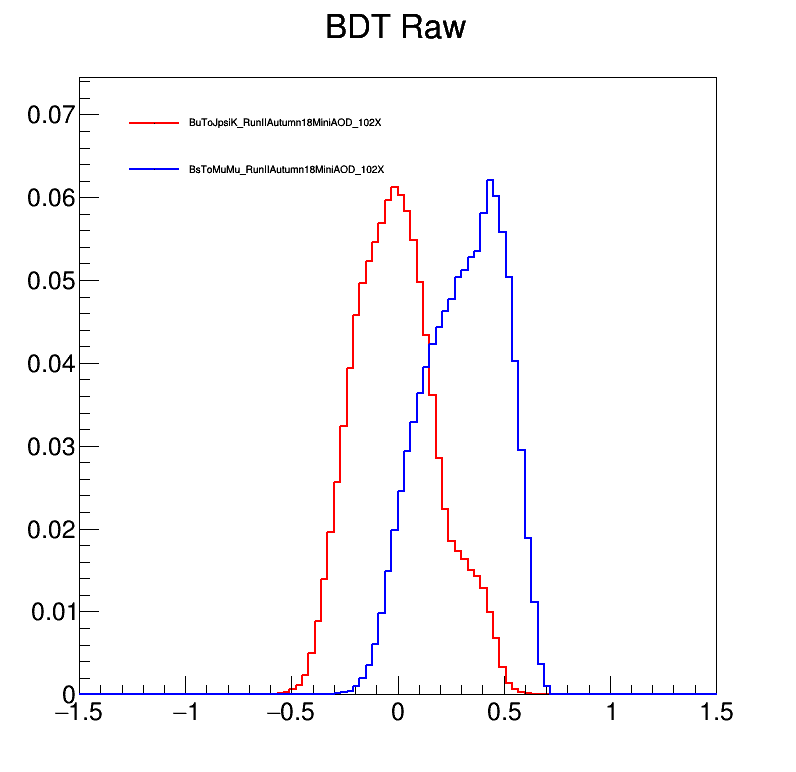 BDT Raw
0.07
BuToJpsiK_RunIIAutumn18MiniAOD_102X
BsToMuMu_RunIIAutumn18MiniAOD_102X
0.06
0.05
0.04
0.03
0.02
0.01
0
−1.5 −1 −0.5 0 0.5 1 1.5